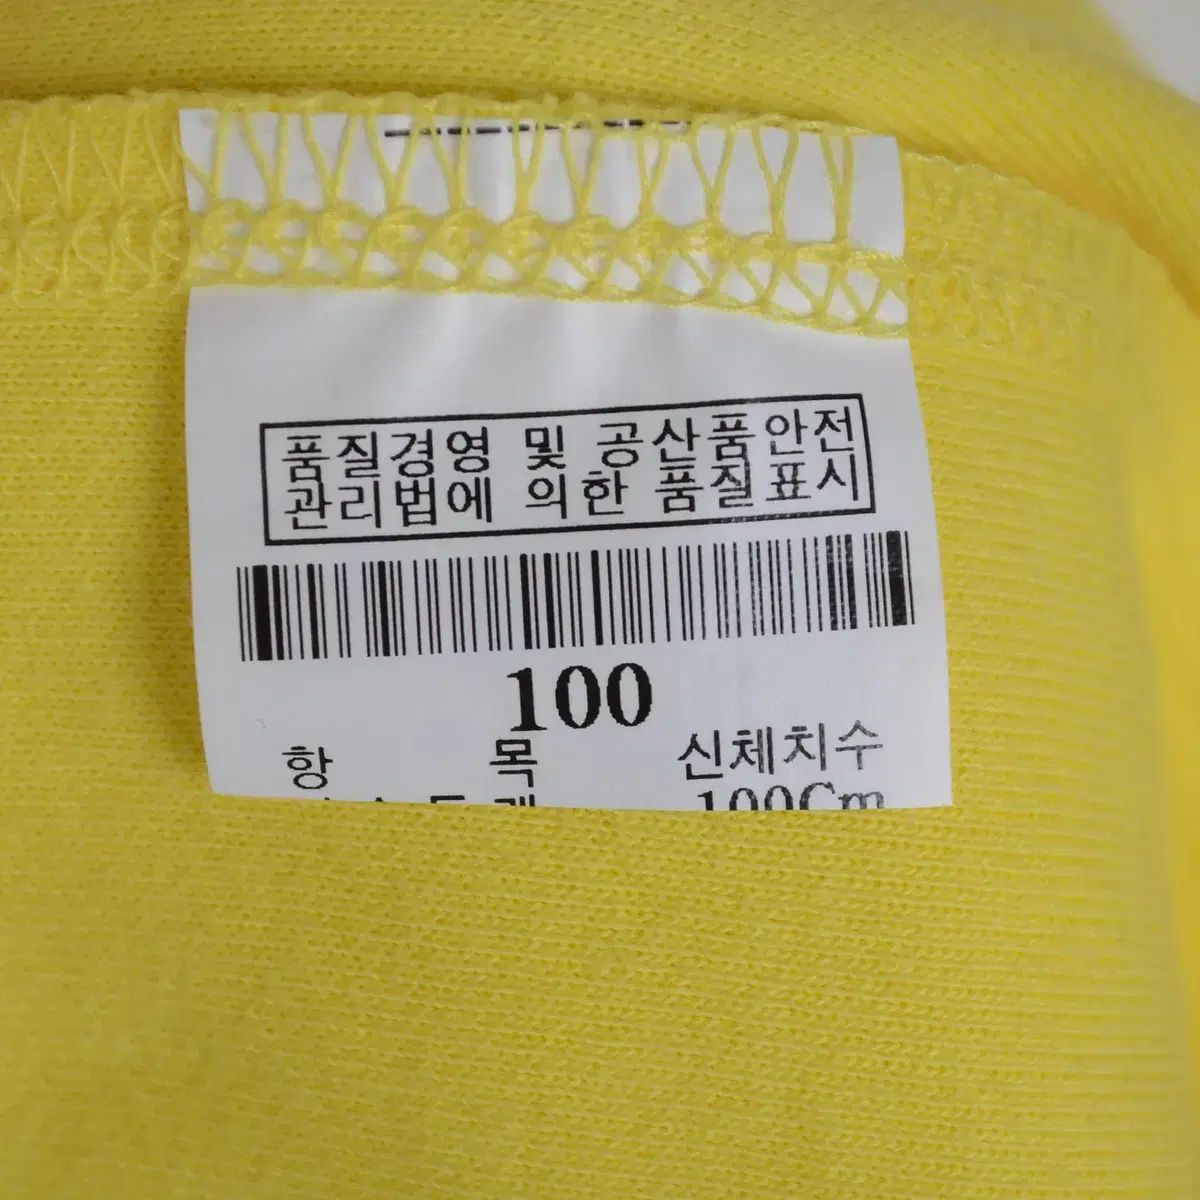 품질경영 및 공산품안전
관리법에 의한 품질표시
100
항 목 신체치수
100Cm